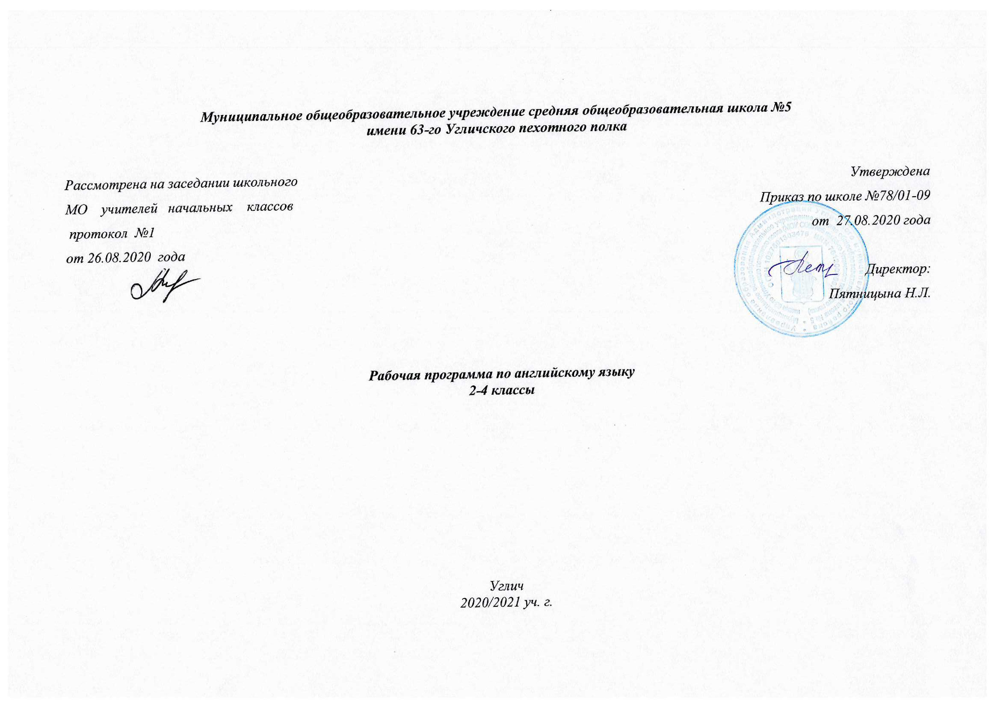 Муниципальное общеобразовательное учреждение средняя общеобразовательная школа №5
имени 63-го Угличского пехотного полка
Рассмотрена на заседании школьного
МО учителей начальных классов
протокол №1
от 26.08.2020 года
Утверждена
Приказ по школе №78/01-09
от 27.08.2020 года
Директор:
Пятницына Н.Л.
Рабочая программа по английскому языку
2-4 классы
Углич
2020/2021 уч. г.